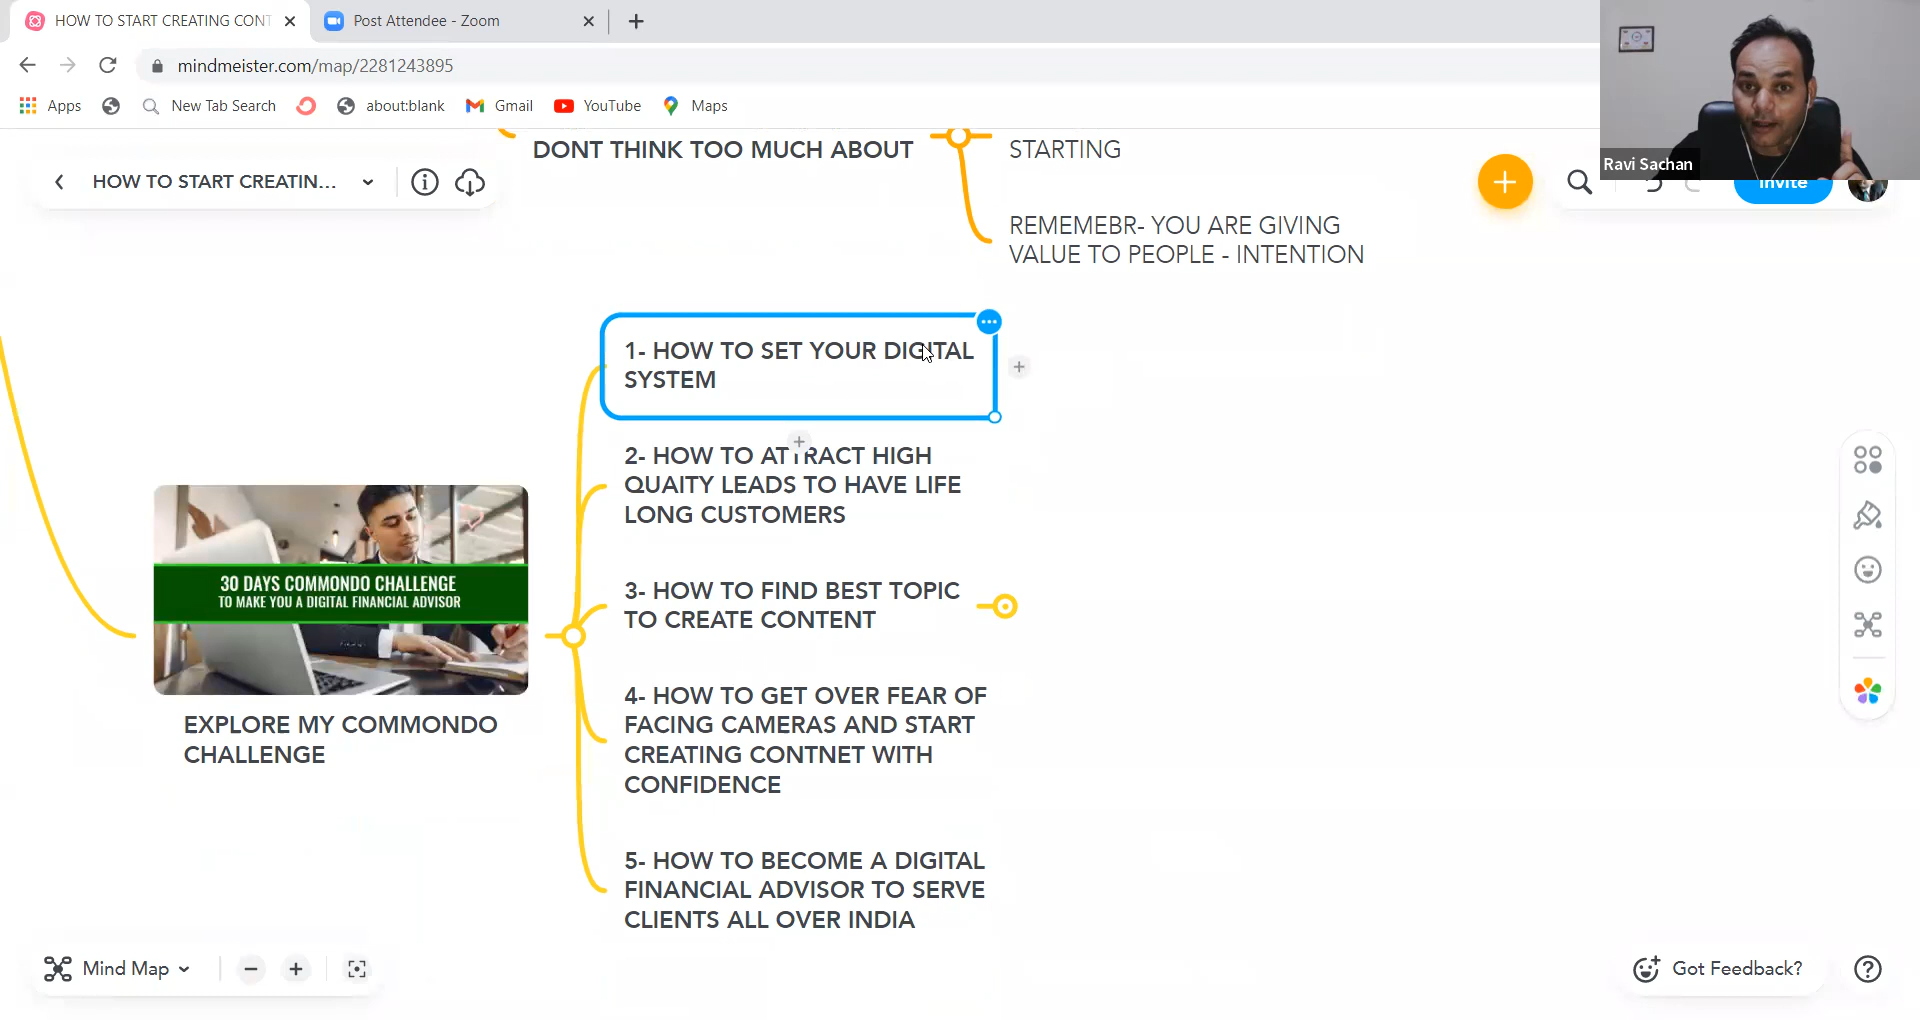 HOW TO START CREATING CONT
Post Attendee - Zoom
mindmeister.com/map/2281243895
Apps
New Tab Search
about:blank
Gmail
YouTube
Maps
Ravi Sachan
HOW TO START CREATIN...
Invite
DONT THINK TOO MUCH ABOUT
STARTING
REMEMEBR- YOU ARE GIVING
VALUE TO PEOPLE - INTENTION
1- HOW TO SET YOUR DIGITAL
SYSTEM
2- HOW TO ATTRACT HIGH
QUAITY LEADS TO HAVE LIFE
LONG CUSTOMERS
3- HOW TO FIND BEST TOPIC
TO CREATE CONTENT
30 DAYS COMMONDO CHALLENGE
TO MAKE YOU A DIGITAL FINANCIAL ADVISOR
EXPLORE MY COMMONDO
CHALLENGE
4- HOW TO GET OVER FEAR OF
FACING CAMERAS AND START
CREATING CONTNET WITH
CONFIDENCE
5- HOW TO BECOME A DIGITAL
FINANCIAL ADVISOR TO SERVE
CLIENTS ALL OVER INDIA
Mind Map
Got Feedback?